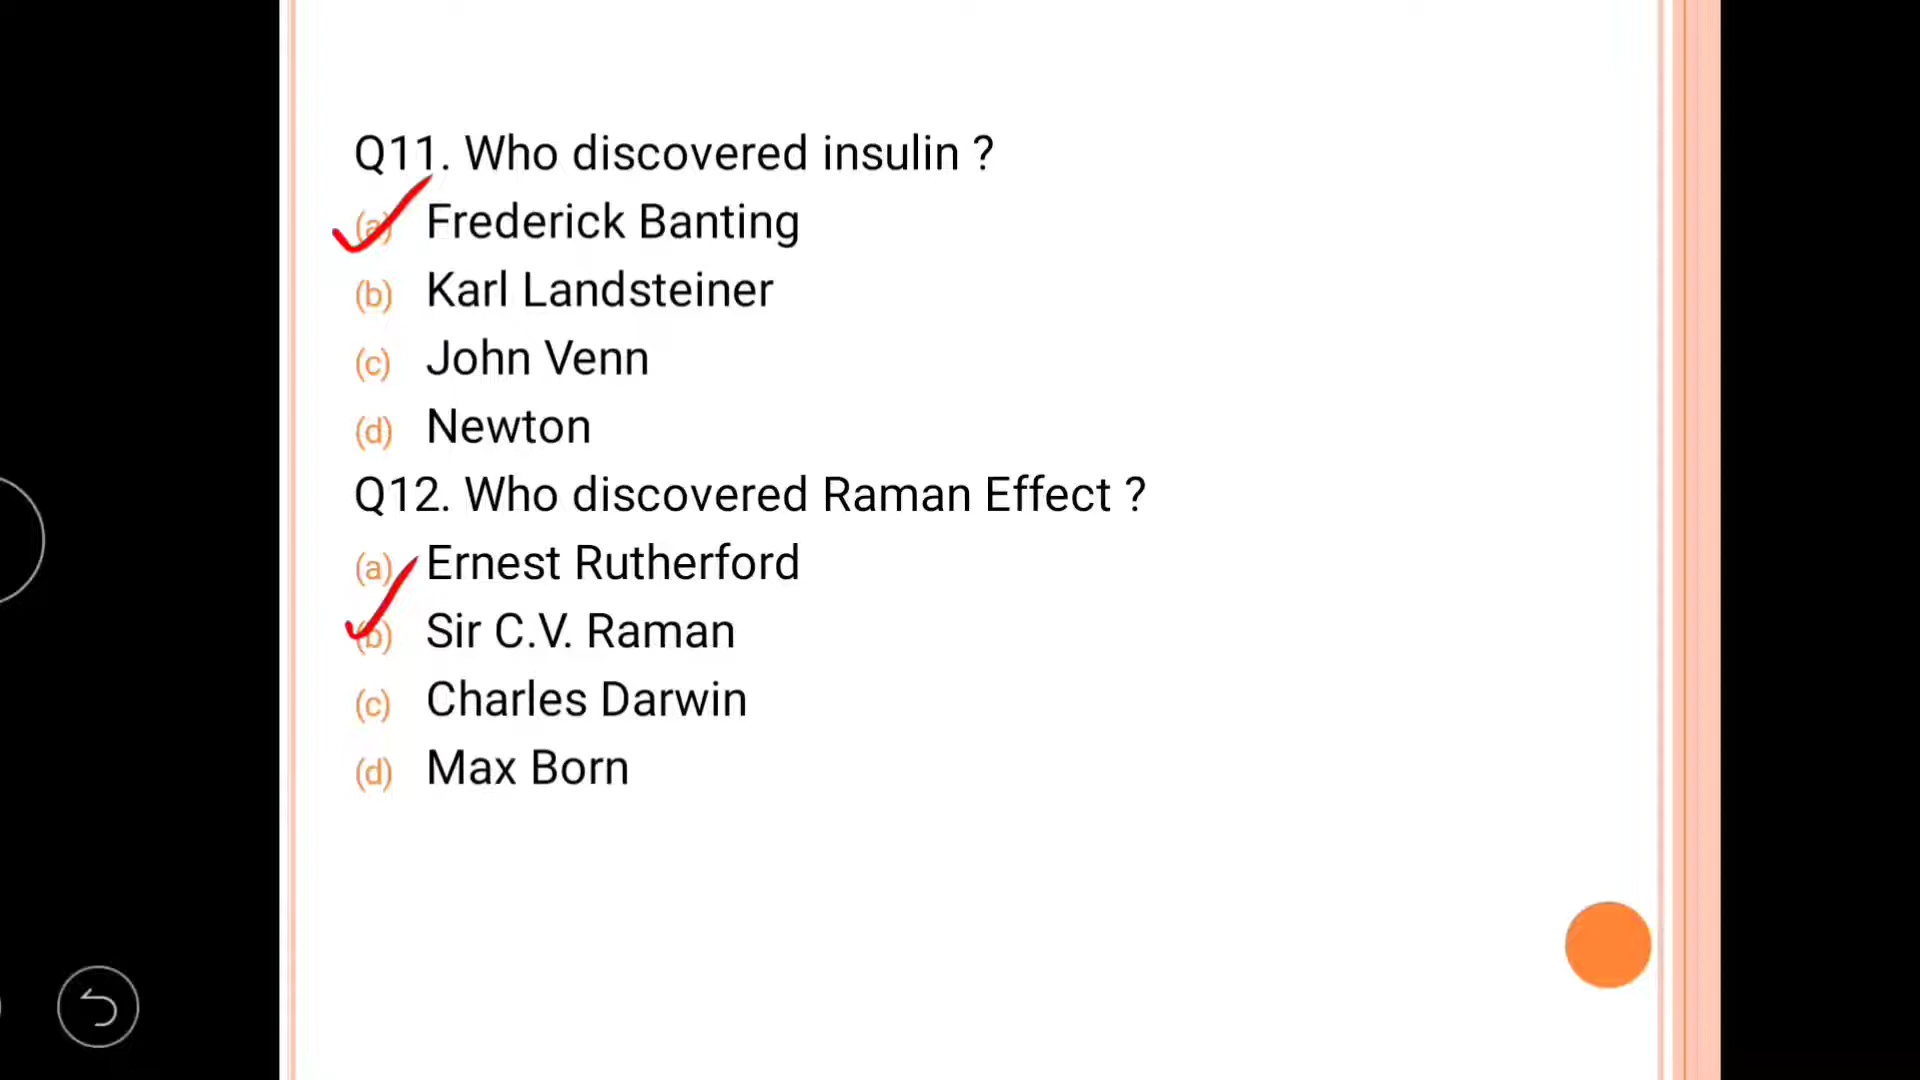 Q11. Who discovered insulin ?
(a) Frederick Banting
(b) Karl Landsteiner
(c) John Venn
(d) Newton
Q12. Who discovered Raman Effect ?
(a) Ernest Rutherford
(b) Sir C.V. Raman
(c) Charles Darwin
(d) Max Born